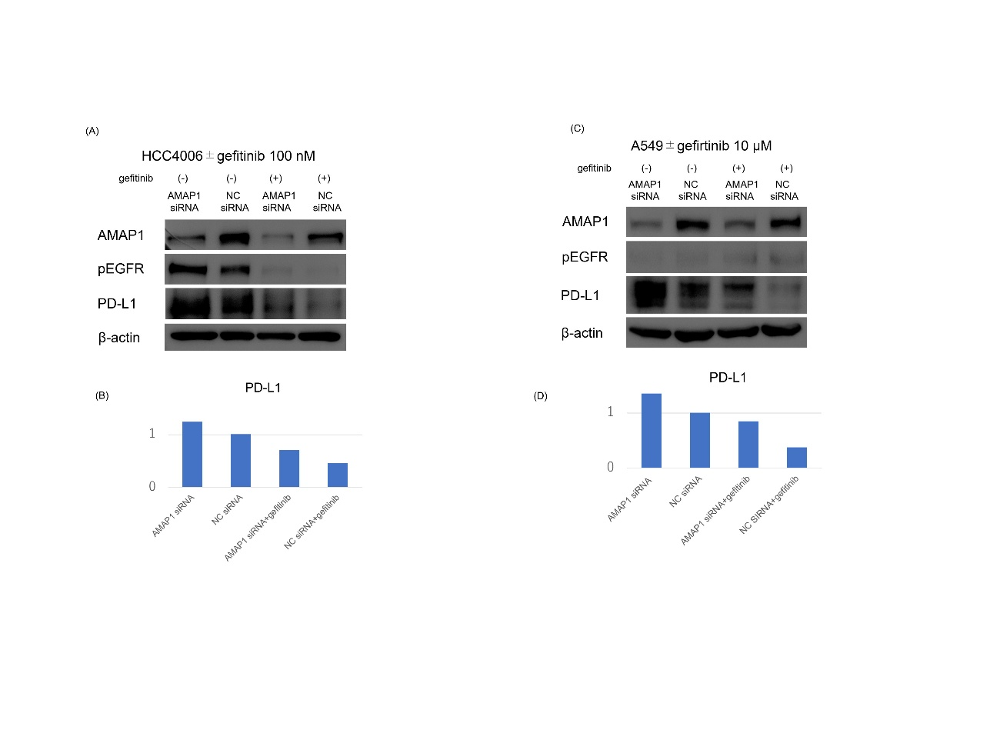 (A)
HCC4006 ± gefitinib 100 nM
gefitinib (-) (-) (+) (+)
AMAP1 NC AMAP1 NC
siRNA siRNA siRNA siRNA
AMAP1
pEGFR
PD-L1
β-actin
(B)
PD-L1
1
0
AMAP1 siRNA
NC siRNA
AMAP1 siRNA+gefitinib
NC siRNA+gefitinib
(C)
A549 ± gefirtinib 10 μM
gefitinib (-) (-) (+) (+)
AMAP1 NC AMAP1 NC
siRNA siRNA siRNA siRNA
AMAP1
pEGFR
PD-L1
β-actin
(D)
PD-L1
1
0
AMAP1 siRNA
NC siRNA
AMAP1 siRNA+gefitinib
NC SiRNA+gefitinib